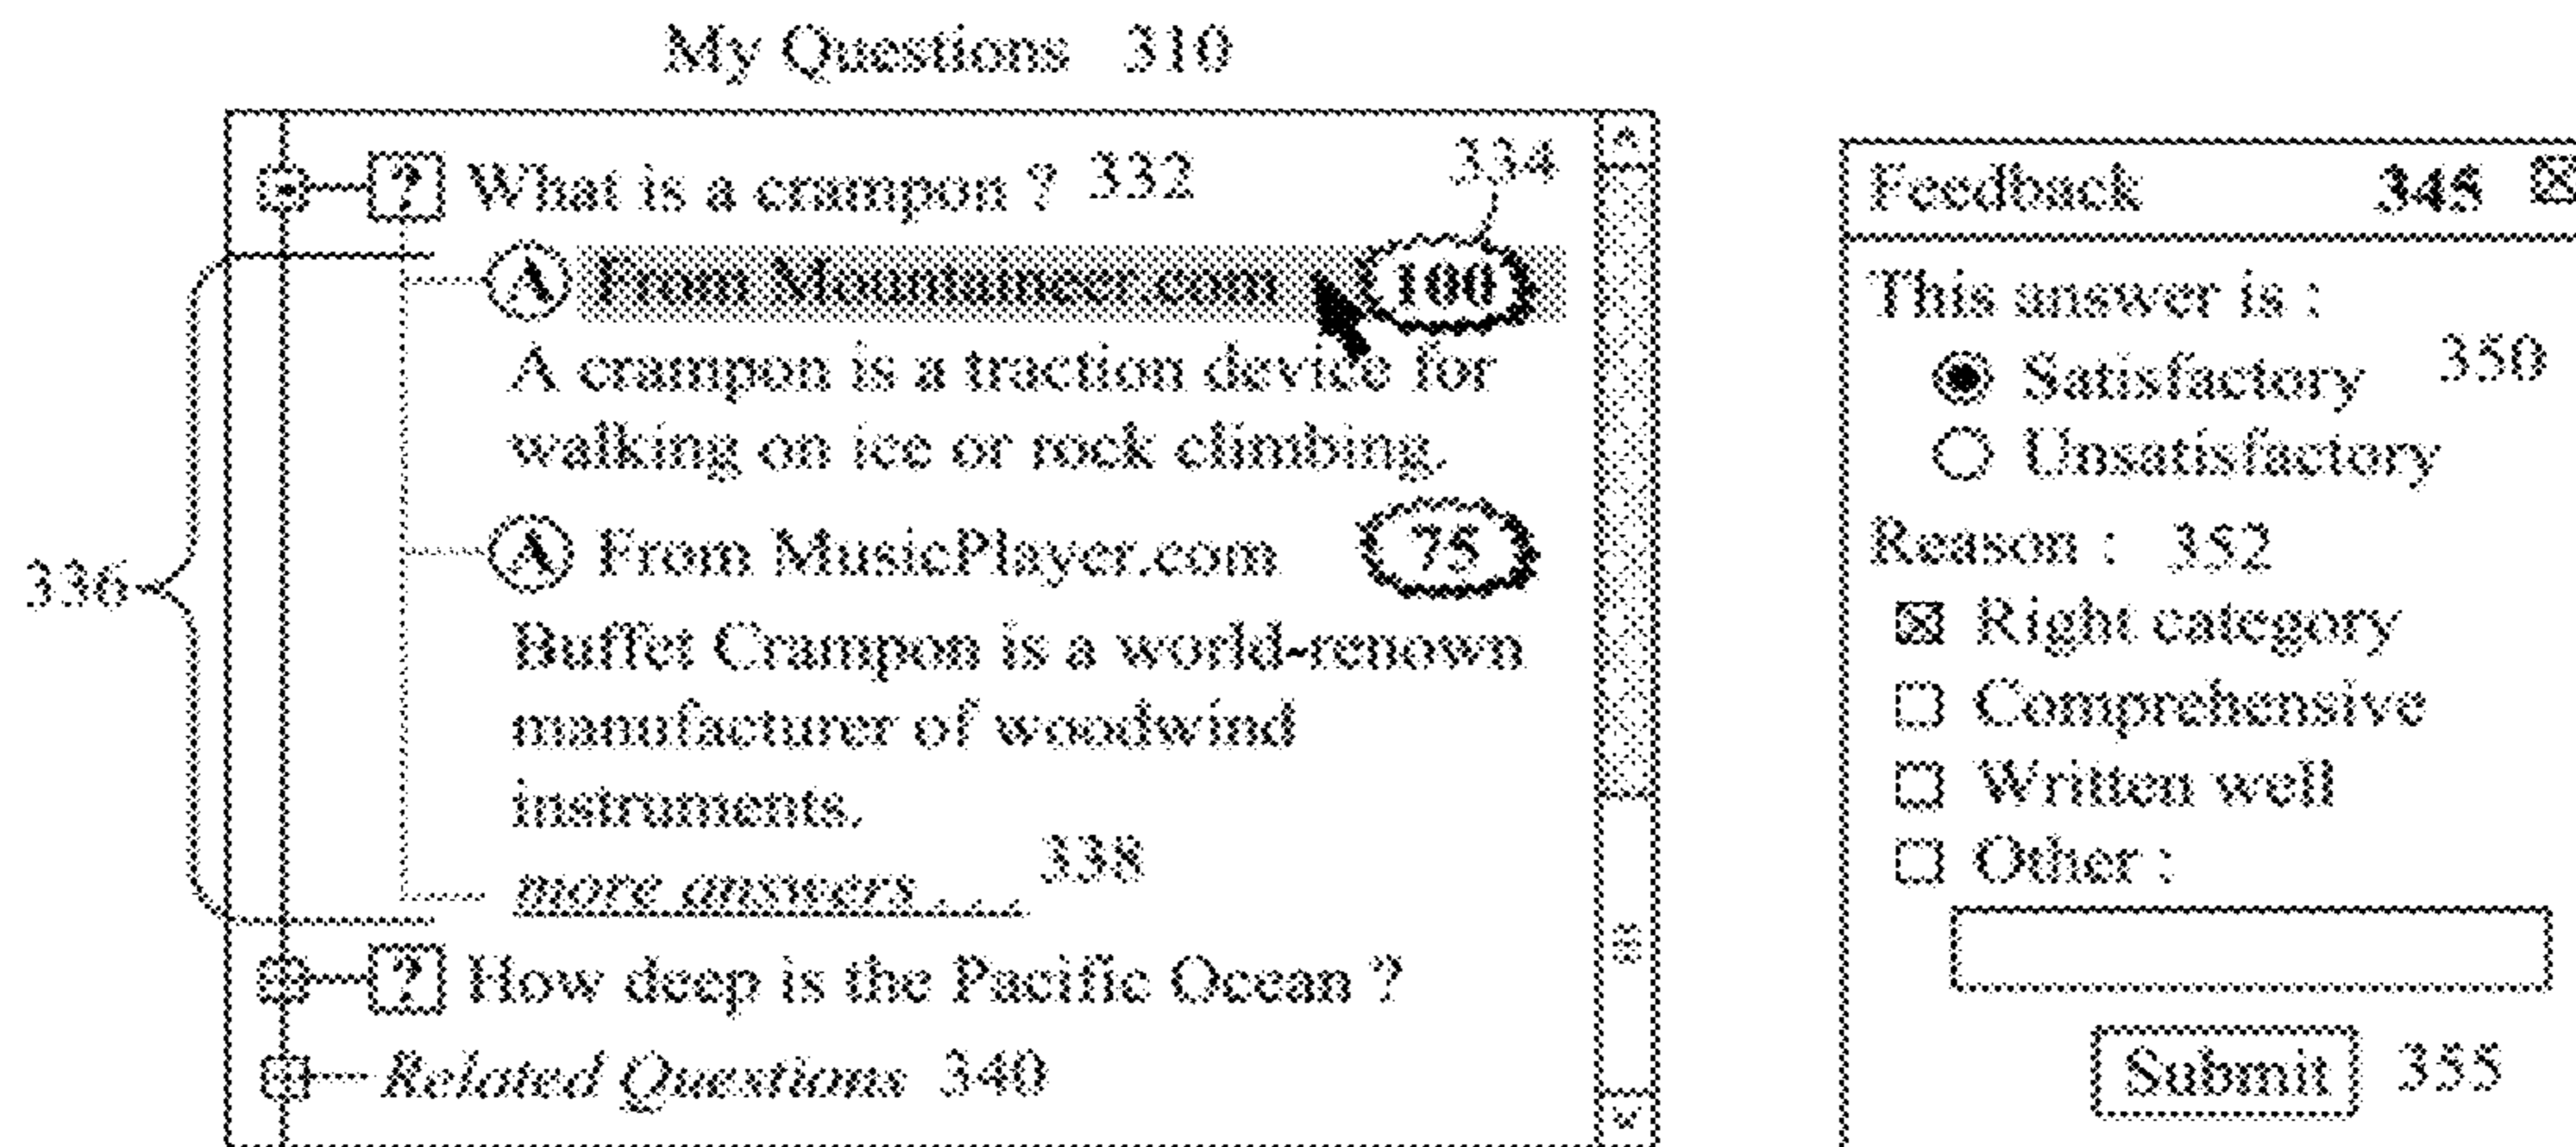 My Questions 310
? What is a crampon ? 332
334
A From Mountaineer.com 100
A crampon is a traction device for
walking on ice or rock climbing.
336
A From MusicPlayer.com 75
Buffet Crampon is a world-renown
manufacturer of woodwind
instruments.
more answers..... 338
? How deep is the Pacific Ocean ?
Related Questions 340
Feedback 345
This answer is :
Satisfactory 350
Unsatisfactory
Reason : 352
Right category
Comprehensive
Written well
Other :
Submit 355